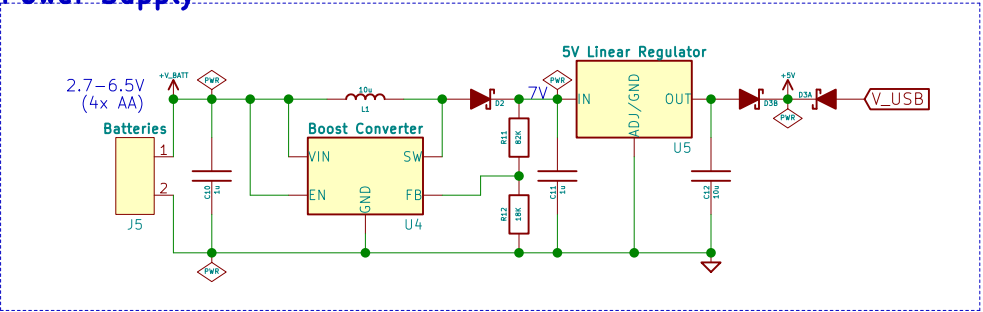 Power Supply
5V Linear Regulator
2.7-6.5V
(4x AA)
+V_BATT
PWR
10u
L1
D2
7V
PWR
IN
ADJ/GND
OUT
U5
D3B
+5V
PWR
D3A
V_USB
Batteries
1
2
J5
C10
1u
PWR
Boost Converter
VIN
SW
EN
FB
GND
U4
R11
82K
R12
18K
C11
1u
C12
10u